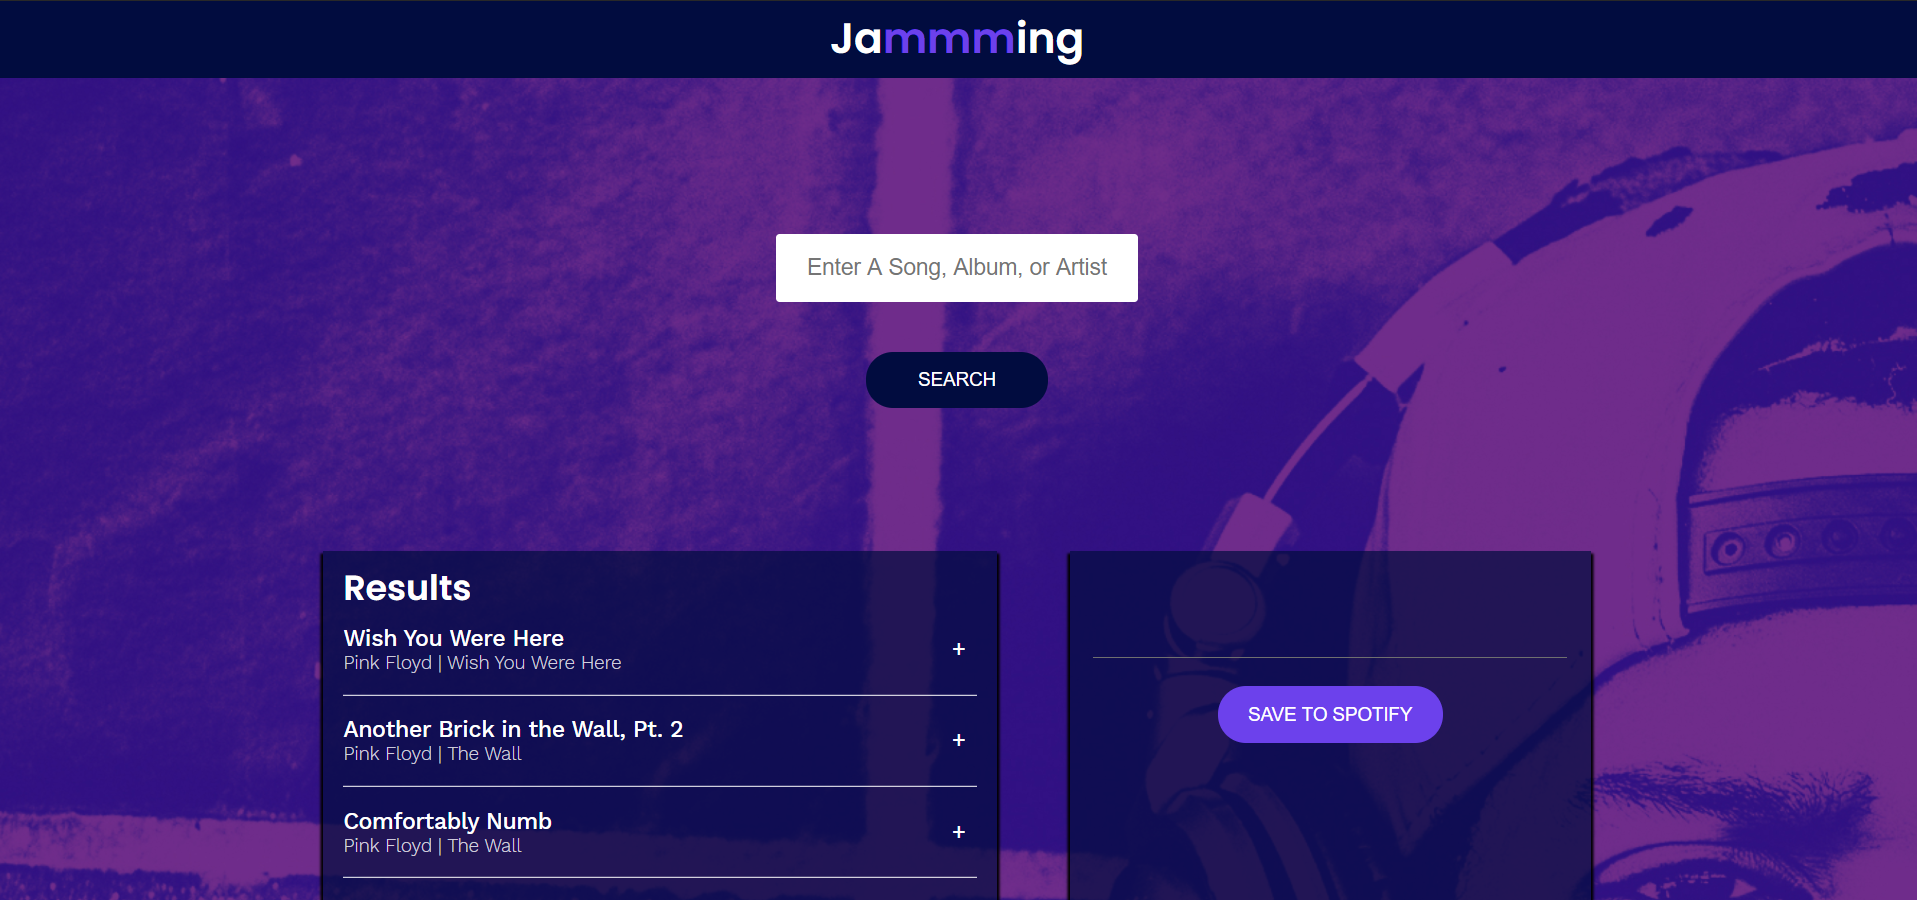 Jammming
Enter A Song, Album, or Artist
SEARCH
Results
Wish You Were Here
Pink Floyd | Wish You Were Here
+
Another Brick in the Wall, Pt. 2
Pink Floyd | The Wall
+
Comfortably Numb
Pink Floyd | The Wall
+
SAVE TO SPOTIFY